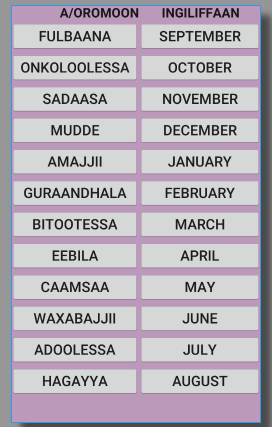 A/OROMOON INGILIFFAAN
FULBAANA SEPTEMBER
ONKOLOOLESSA OCTOBER
SADAASA NOVEMBER
MUDDE DECEMBER
AMAJJII JANUARY
GURAANDHALA FEBRUARY
BITOOTESSA MARCH
EEBILA APRIL
CAAMSAA MAY
WAXABAJJII JUNE
ADOOLESSA JULY
HAGAYYA AUGUST